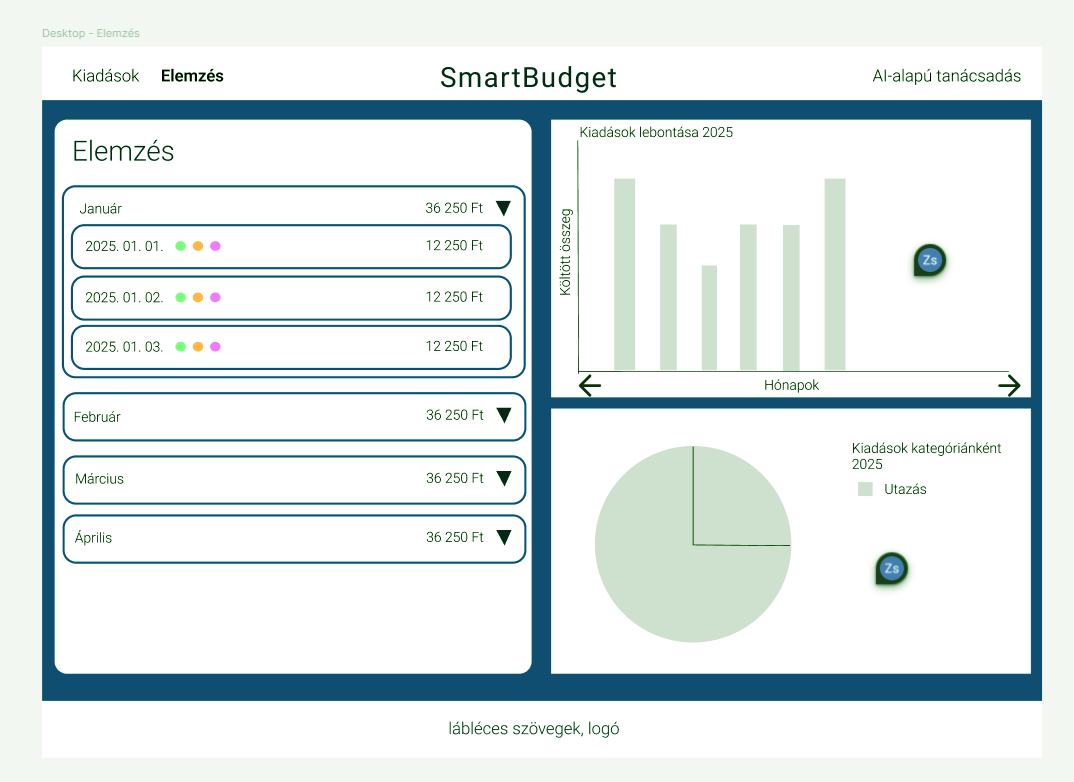 Desktop - Elemzés
Kiadások
Elemzés
SmartBudget
AI-alapú tanácsadás
Elemzés
Január
36 250 Ft
2025. 01. 01.
12 250 Ft
2025. 01. 02.
12 250 Ft
2025. 01. 03.
12 250 Ft
Február
36 250 Ft
Március
36 250 Ft
Április
36 250 Ft
Kiadások lebontása 2025
Költött összeg
Zs
Hónapok
Kiadások kategóriánként
2025
Utazás
Zs
lábléces szövegek, logó